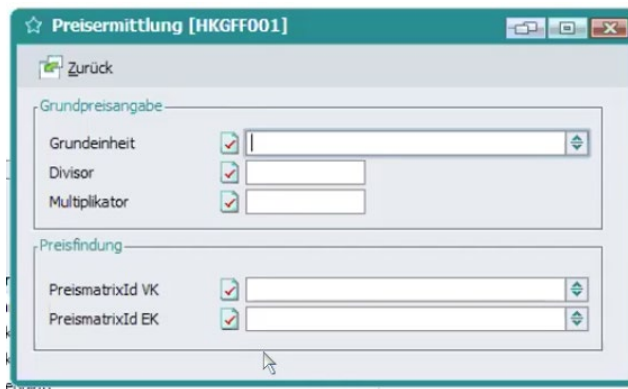 Preisermittlung [HKGFF001]
Zurück
Grundpreisangabe
Grundeinheit
Divisor
Multiplikator
Preisfindung
PreismatrixId VK
PreismatrixId EK